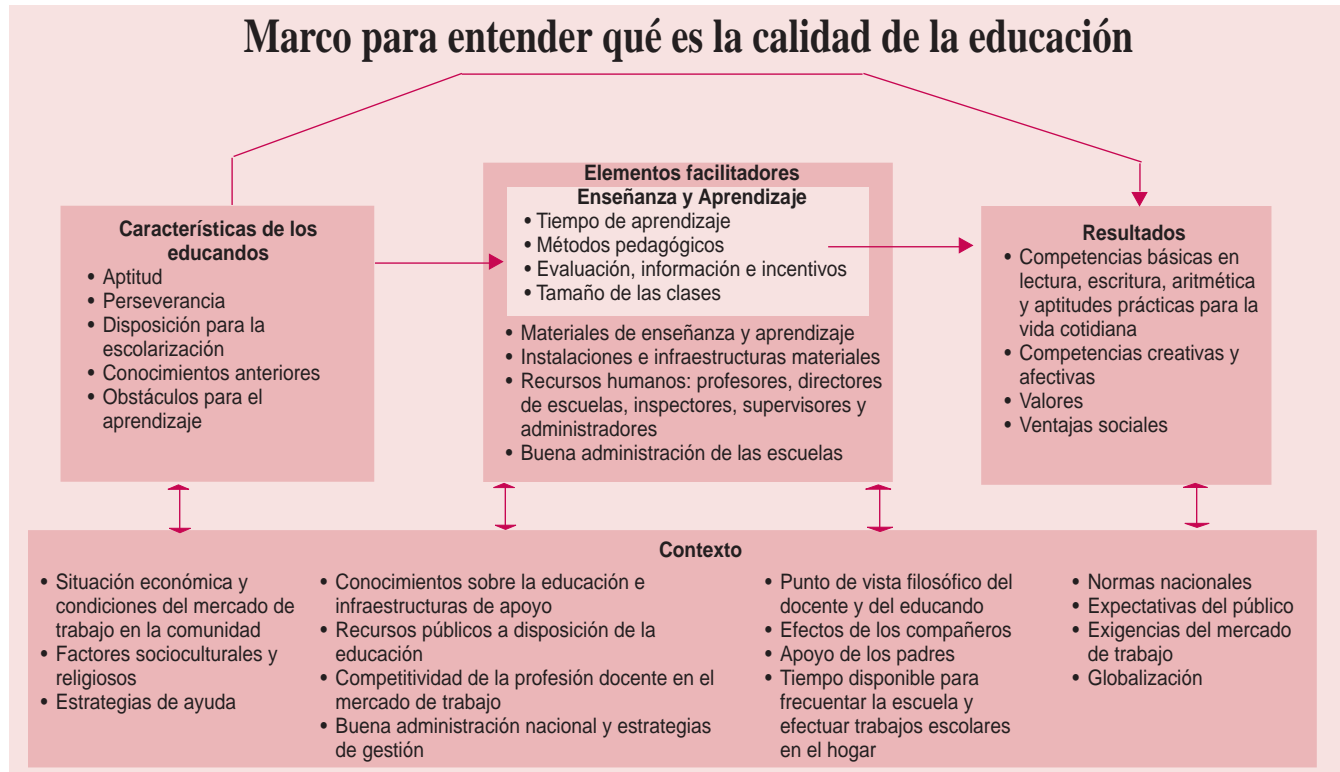 Marco para entender qué es la calidad de la educación
Características de los
educandos
• Aptitud
• Perseverancia
• Disposición para la
escolarización
• Conocimientos anteriores
• Obstáculos para el
aprendizaje
Elementos facilitadores
Enseñanza y Aprendizaje
• Tiempo de aprendizaje
• Métodos pedagógicos
• Evaluación, información e incentivos
• Tamaño de las clases
• Materiales de enseñanza y aprendizaje
• Instalaciones e infraestructuras materiales
• Recursos humanos: profesores, directores
de escuelas, inspectores, supervisores y
administradores
• Buena administración de las escuelas
Resultados
• Competencias básicas en
lectura, escritura, aritmética
y aptitudes prácticas para la
vida cotidiana
• Competencias creativas y
afectivas
• Valores
• Ventajas sociales
Contexto
• Situación económica y
condiciones del mercado de
trabajo en la comunidad
• Factores socioculturales y
religiosos
• Estrategias de ayuda
• Conocimientos sobre la educación e
infraestructuras de apoyo
• Recursos públicos a disposición de la
educación
• Competitividad de la profesión docente en el
mercado de trabajo
• Buena administración nacional y estrategias
de gestión
• Punto de vista filosófico del
docente y del educando
• Efectos de los compañeros
• Apoyo de los padres
• Tiempo disponible para
frecuentar la escuela y
efectuar trabajos escolares
en el hogar
• Normas nacionales
• Expectativas del público
• Exigencias del mercado
de trabajo
• Globalización